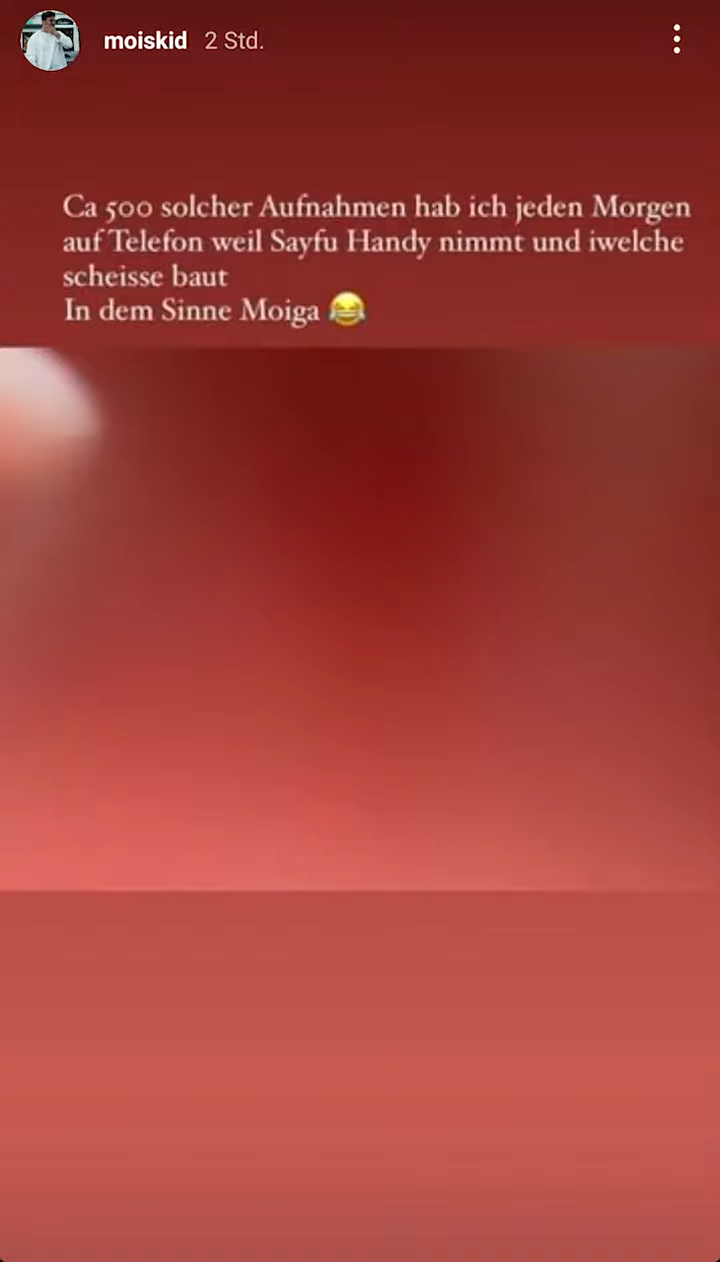 moiskid 2 Std.
Ca 500 solcher Aufnahmen hab ich jeden Morgen
auf Telefon weil Sayfu Handy nimmt und iwelche
scheisse baut
In dem Sinne Moiga 😂